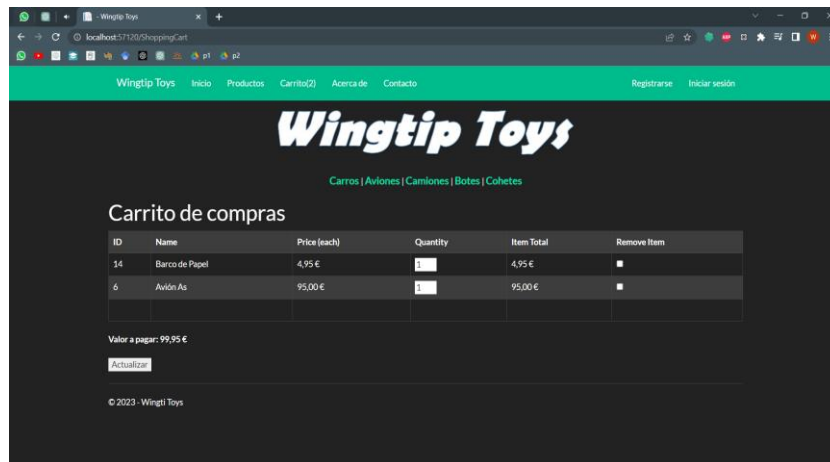 - Wingtip Toys
localhost:57120/ShoppingCart
p1 p2
Wingtip Toys Inicio Productos Carrito(2) Acerca de Contacto Registrarse Iniciar sesión
Wingtip Toys
Carros | Aviones | Camiones | Botes | Cohetes
Carrito de compras
ID Name Price (each) Quantity Item Total Remove Item
14 Barco de Papel 4,95 € 1 4,95 €
6 Avión As 95,00 € 1 95,00 €
Valor a pagar: 99,95 €
Actualizar
© 2023 - Wingti Toys